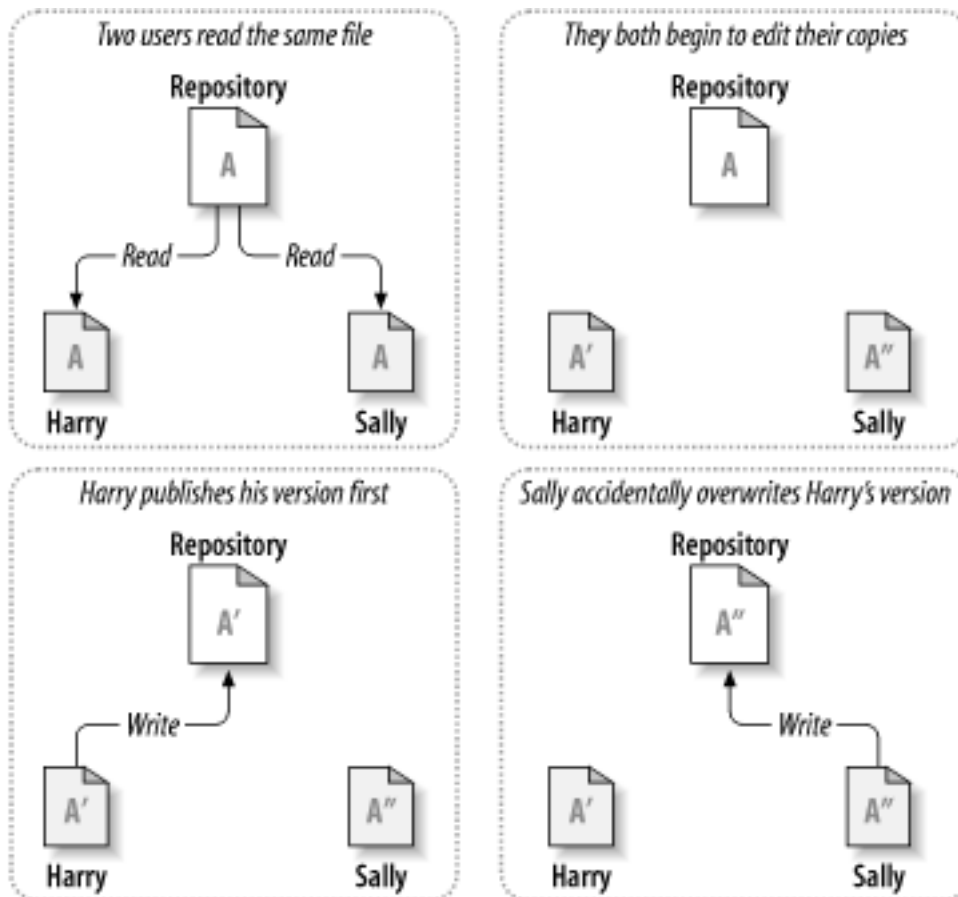 Two users read the same file
Repository
A
Read Read
A A
Harry Sally
They both begin to edit their copies
Repository
A
A' A"
Harry Sally
Harry publishes his version first
Repository
A'
Write
A' A"
Harry Sally
Sally accidentally overwrites Harry's version
Repository
A"
Write
A' A"
Harry Sally